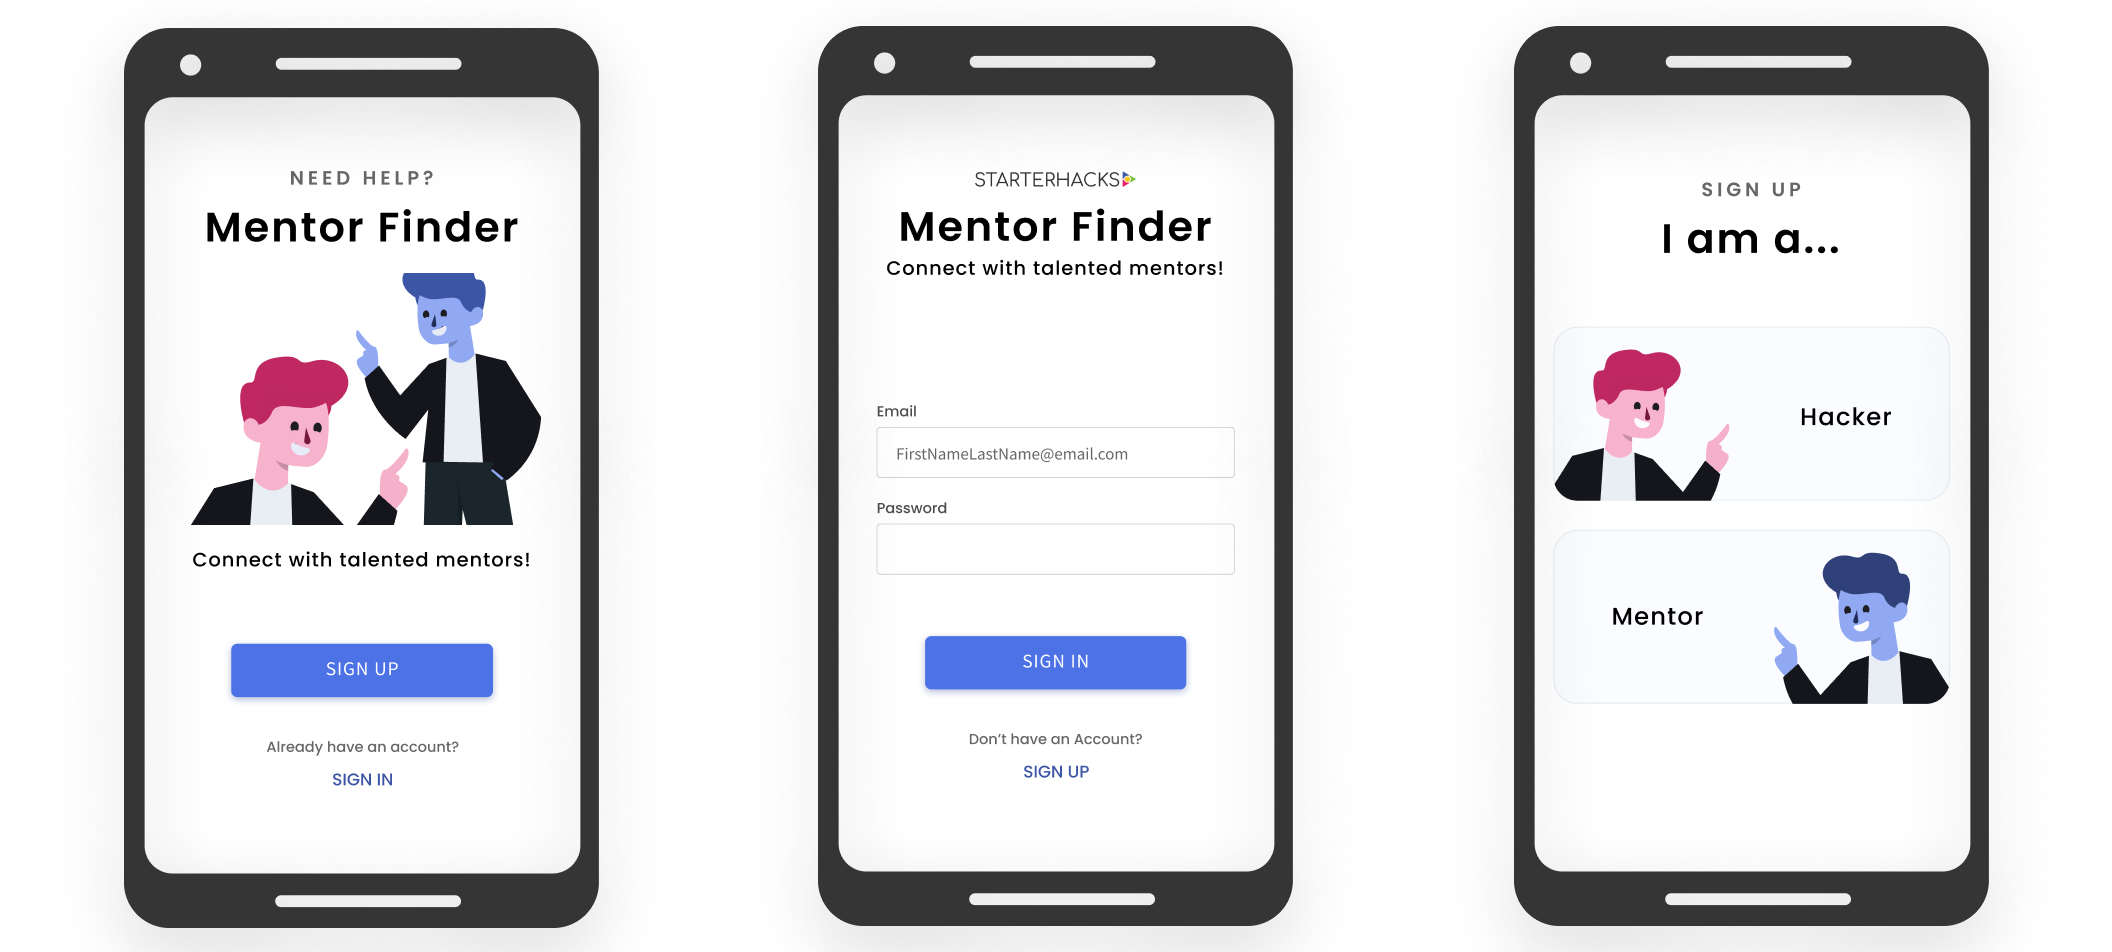 NEED HELP?
Mentor Finder
Connect with talented mentors!
SIGN UP
Already have an account?
SIGN IN
STARTERHACKS
Mentor Finder
Connect with talented mentors!
Email
FirstNameLastName@email.com
Password
SIGN IN
Don't have an Account?
SIGN UP
SIGN UP
I am a...
Hacker
Mentor